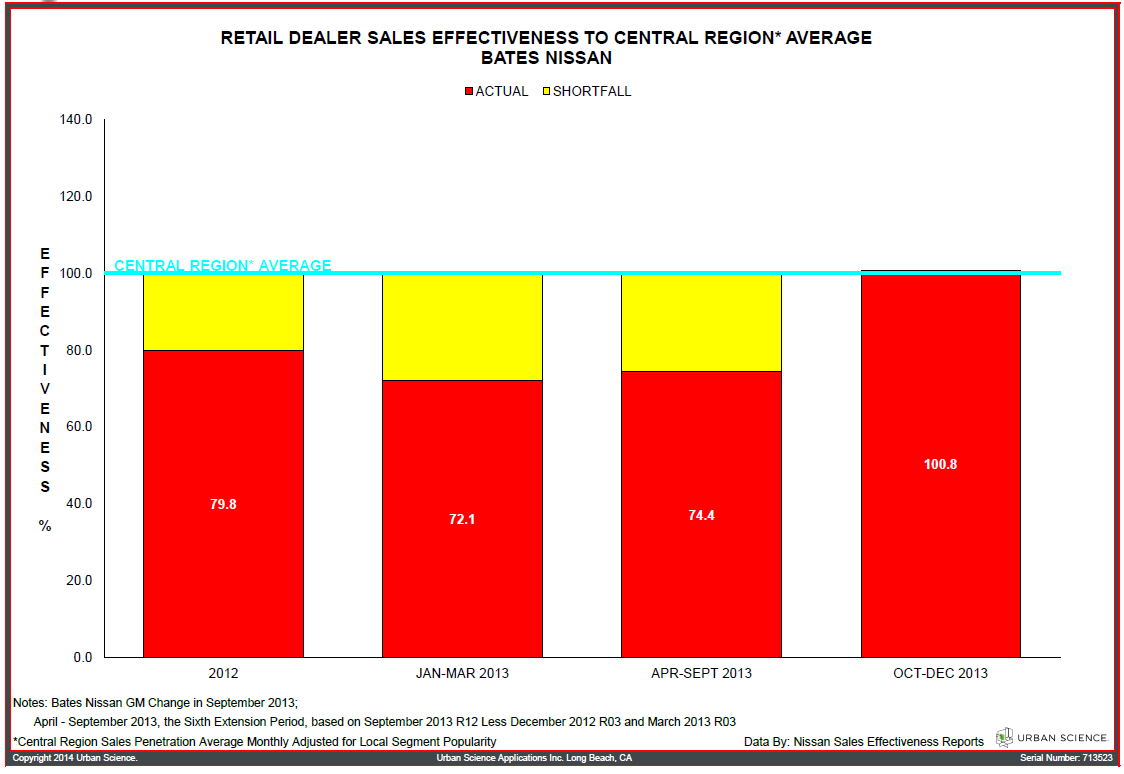 RETAIL DEALER SALES EFFECTIVENESS TO CENTRAL REGION* AVERAGE
BATES NISSAN
ACTUAL SHORTFALL
140.0
120.0
CENTRAL REGION* AVERAGE
100.0
80.0
60.0
40.0
20.0
0.0
EFFECTIVENESS %
79.8
72.1
74.4
100.8
2012 JAN-MAR 2013 APR-SEPT 2013 OCT-DEC 2013
Notes: Bates Nissan GM Change in September 2013;
April - September 2013, the Sixth Extension Period, based on September 2013 R12 Less December 2012 R03 and March 2013 R03
*Central Region Sales Penetration Average Monthly Adjusted for Local Segment Popularity
Data By: Nissan Sales Effectiveness Reports
URBAN SCIENCE.
Copyright 2014 Urban Science. Urban Science Applications Inc. Long Beach, CA Serial Number: 713523